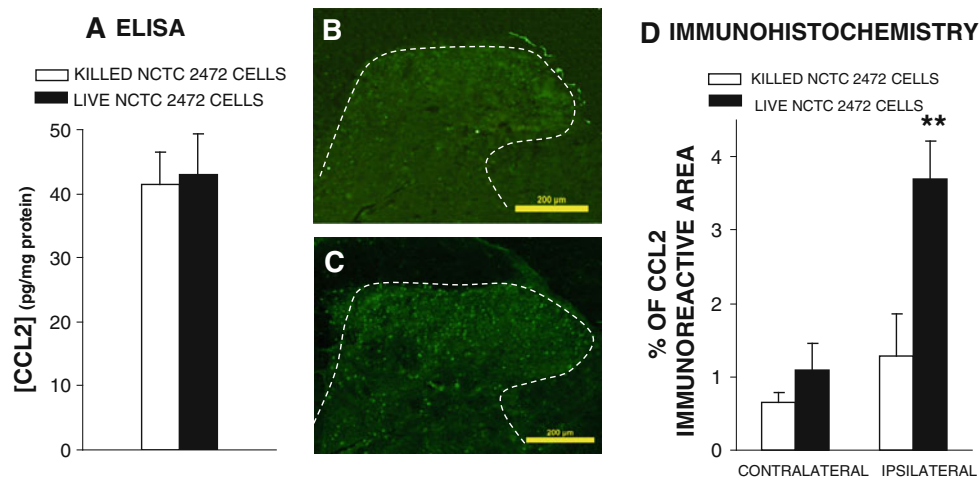 A ELISA
KILLED NCTC 2472 CELLS
LIVE NCTC 2472 CELLS
[CCL2] (pg/mg protein)
50
40
30
20
10
0
B
200 µm
C
200 µm
D IMMUNOHISTOCHEMISTRY
KILLED NCTC 2472 CELLS
LIVE NCTC 2472 CELLS
**
% OF CCL2
IMMUNOREACTIVE AREA
4
3
2
1
0
CONTRALATERAL IPSILATERAL